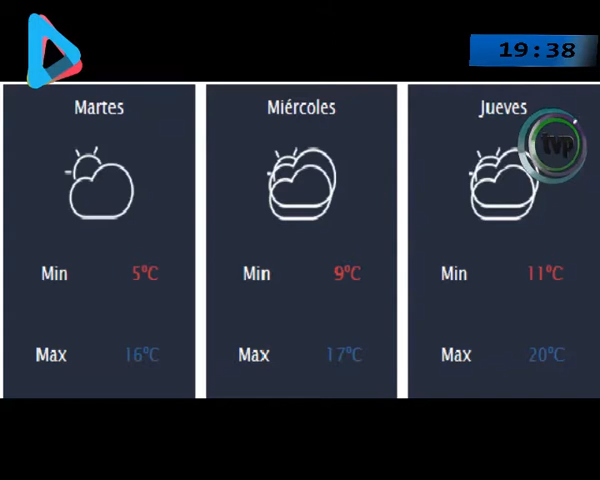 19:38
Martes
Miércoles
Jueves
tvp
Min 5ºC
Min 9ºC
Min 11ºC
Max 16ºC
Max 17ºC
Max 20ºC